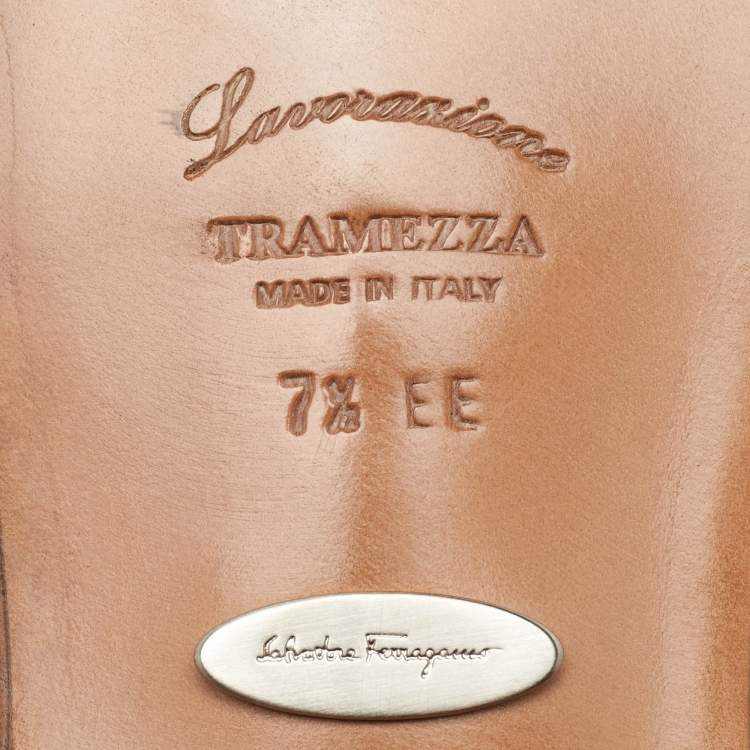 Lavorazione
TRAMEZZA
MADE IN ITALY
7½ EE
Salvatore Ferragamo